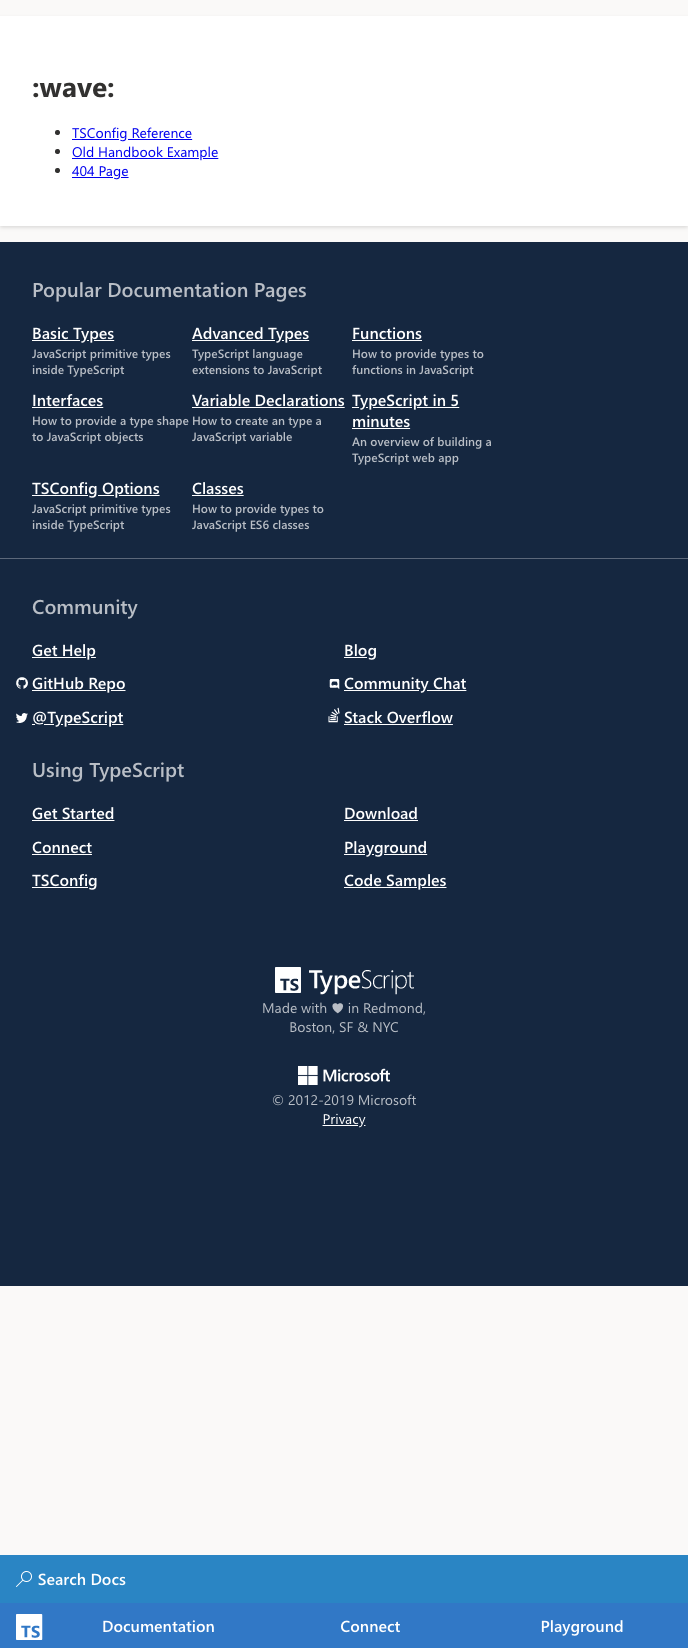 :wave:
TSConfig Reference
Old Handbook Example
404 Page
Popular Documentation Pages
Basic Types
JavaScript primitive types
inside TypeScript
Advanced Types
TypeScript language
extensions to JavaScript
Functions
How to provide types to
functions in JavaScript
Interfaces
How to provide a type shape
to JavaScript objects
Variable Declarations
How to create an type a
JavaScript variable
TypeScript in 5
minutes
An overview of building a
TypeScript web app
TSConfig Options
JavaScript primitive types
inside TypeScript
Classes
How to provide types to
JavaScript ES6 classes
Community
Get Help
Blog
GitHub Repo
Community Chat
@TypeScript
Stack Overflow
Using TypeScript
Get Started
Download
Connect
Playground
TSConfig
Code Samples
TS TypeScript
Made with ♥ in Redmond,
Boston, SF & NYC
Microsoft
© 2012-2019 Microsoft
Privacy
Search Docs
TS Documentation Connect Playground